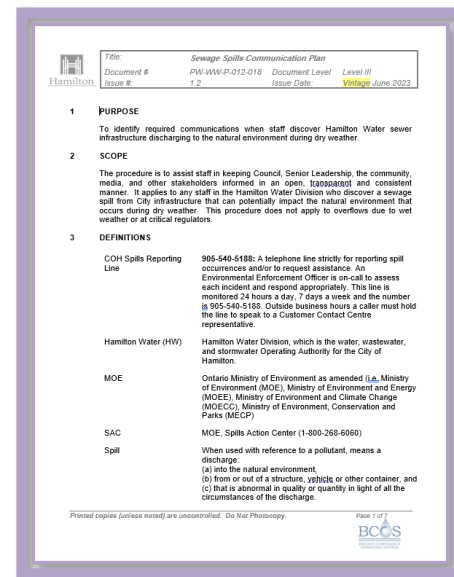 Hamilton
Title: Sewage Spills Communication Plan
Document # PW-WW-P-012-018 Document Level Level III
Issue #: 1.2 Issue Date: Vintage June 2023
1 PURPOSE
To identify required communications when staff discover Hamilton Water sewer
infrastructure discharging to the natural environment during dry weather.
2 SCOPE
The procedure is to assist staff in keeping Council, Senior Leadership, the community,
media, and other stakeholders informed in an open, transparent and consistent
manner. It applies to any staff in the Hamilton Water Division who discover a sewage
spill from City infrastructure that can potentially impact the natural environment that
occurs during dry weather. This procedure does not apply to overflows due to wet
weather or at critical regulators.
3 DEFINITIONS
COH Spills Reporting
Line
905-540-5188: A telephone line strictly for reporting spill
occurrences and/or to request assistance. An
Environmental Enforcement Officer is on-call to assess
each incident and respond appropriately. This line is
monitored 24 hours a day, 7 days a week and the number
is 905-540-5188. Outside business hours a caller must hold
the line to speak to a Customer Contact Centre
representative.
Hamilton Water (HW)
Hamilton Water Division, which is the water, wastewater,
and stormwater Operating Authority for the City of
Hamilton.
MOE
Ontario Ministry of Environment as amended (i.e. Ministry
of Environment (MOE), Ministry of Environment and Energy
(MOEE), Ministry of Environment and Climate Change
(MOECC), Ministry of Environment, Conservation and
Parks (MECP)
SAC
MOE, Spills Action Center (1-800-268-6060)
Spill
When used with reference to a pollutant, means a
discharge:
(a) into the natural environment,
(b) from or out of a structure, vehicle or other container, and
(c) that is abnormal in quality or quantity in light of all the
circumstances of the discharge.
Printed copies (unless noted) are uncontrolled. Do Not Photocopy. Page 1 of 7
BCOS